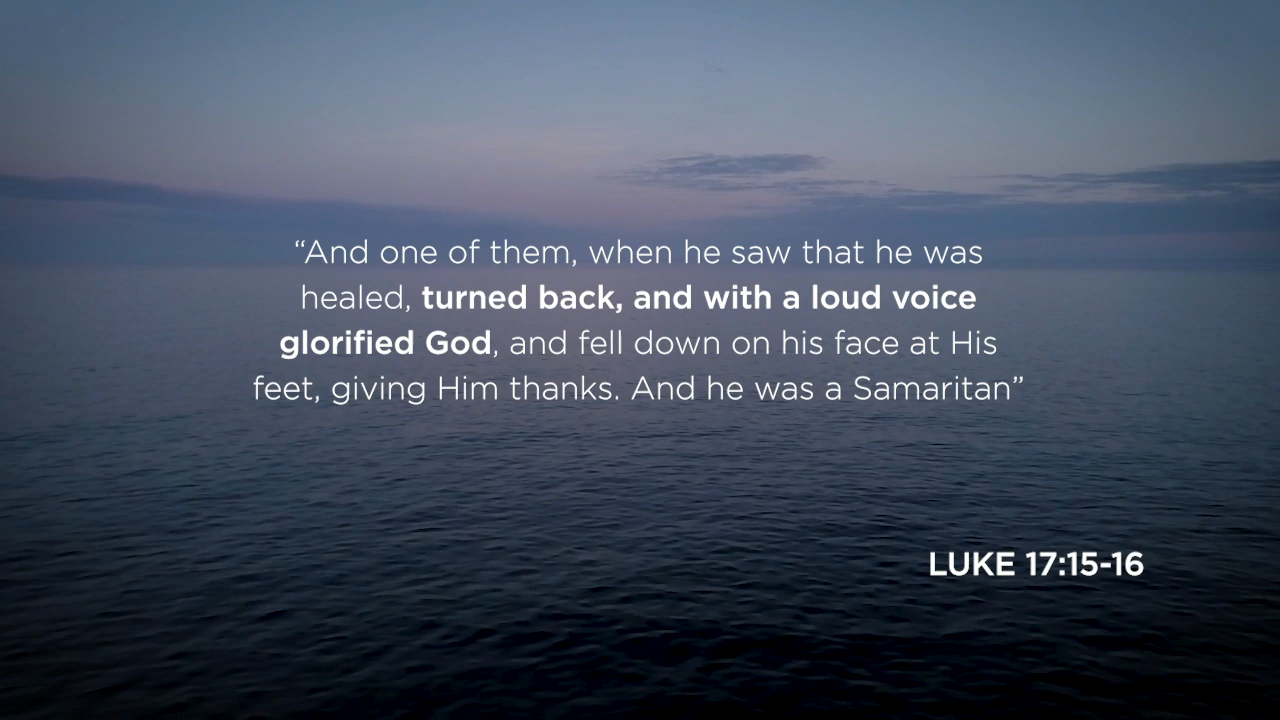 “And one of them, when he saw that he was
healed, turned back, and with a loud voice
glorified God, and fell down on his face at His
feet, giving Him thanks. And he was a Samaritan”
LUKE 17:15-16